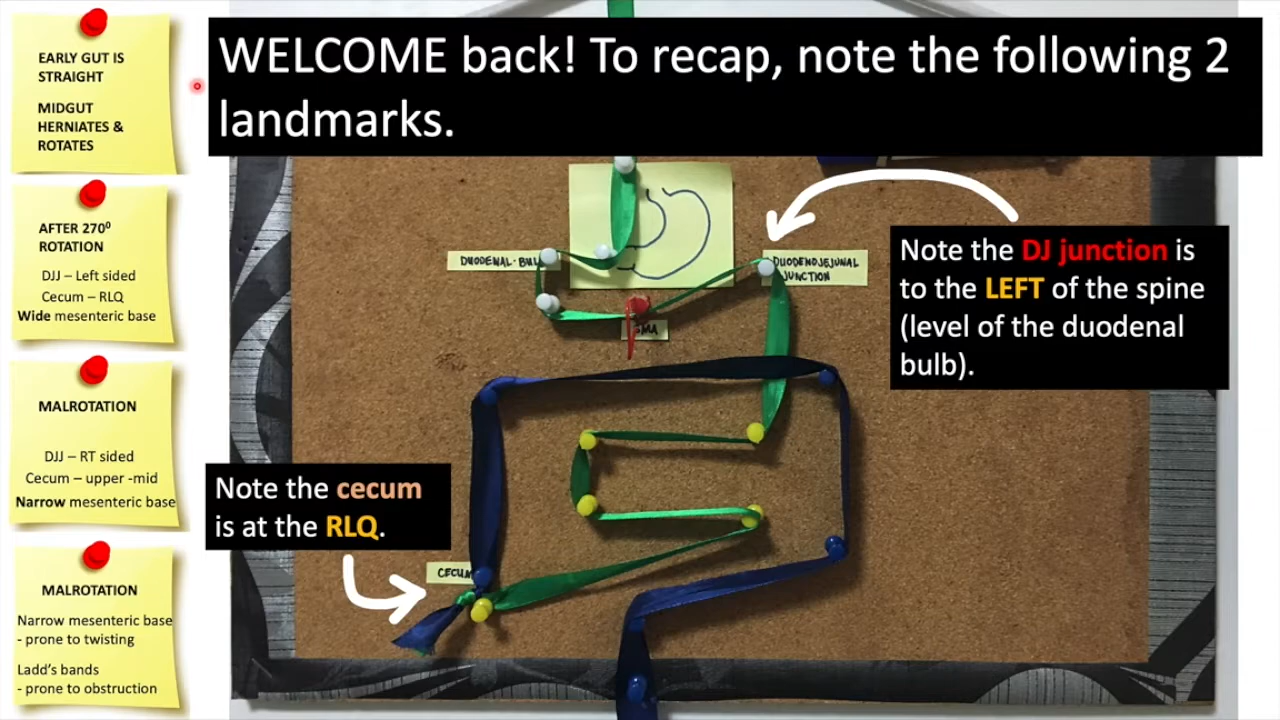 WELCOME back! To recap, note the following 2
landmarks.
EARLY GUT IS
STRAIGHT
MIDGUT
HERNIATES &
ROTATES
AFTER 270⁰
ROTATION
DJJ – Left sided
Cecum – RLQ
Wide mesenteric base
MALROTATION
DJJ – RT sided
Cecum – upper -mid
Narrow mesenteric base
MALROTATION
Narrow mesenteric base
- prone to twisting
Ladd's bands
- prone to obstruction
DUODENAL-BUL
DUODENOJEJUNAL
JUNCTION
SMA
Note the DJ junction is
to the LEFT of the spine
(level of the duodenal
bulb).
Note the cecum
is at the RLQ.
CECUM